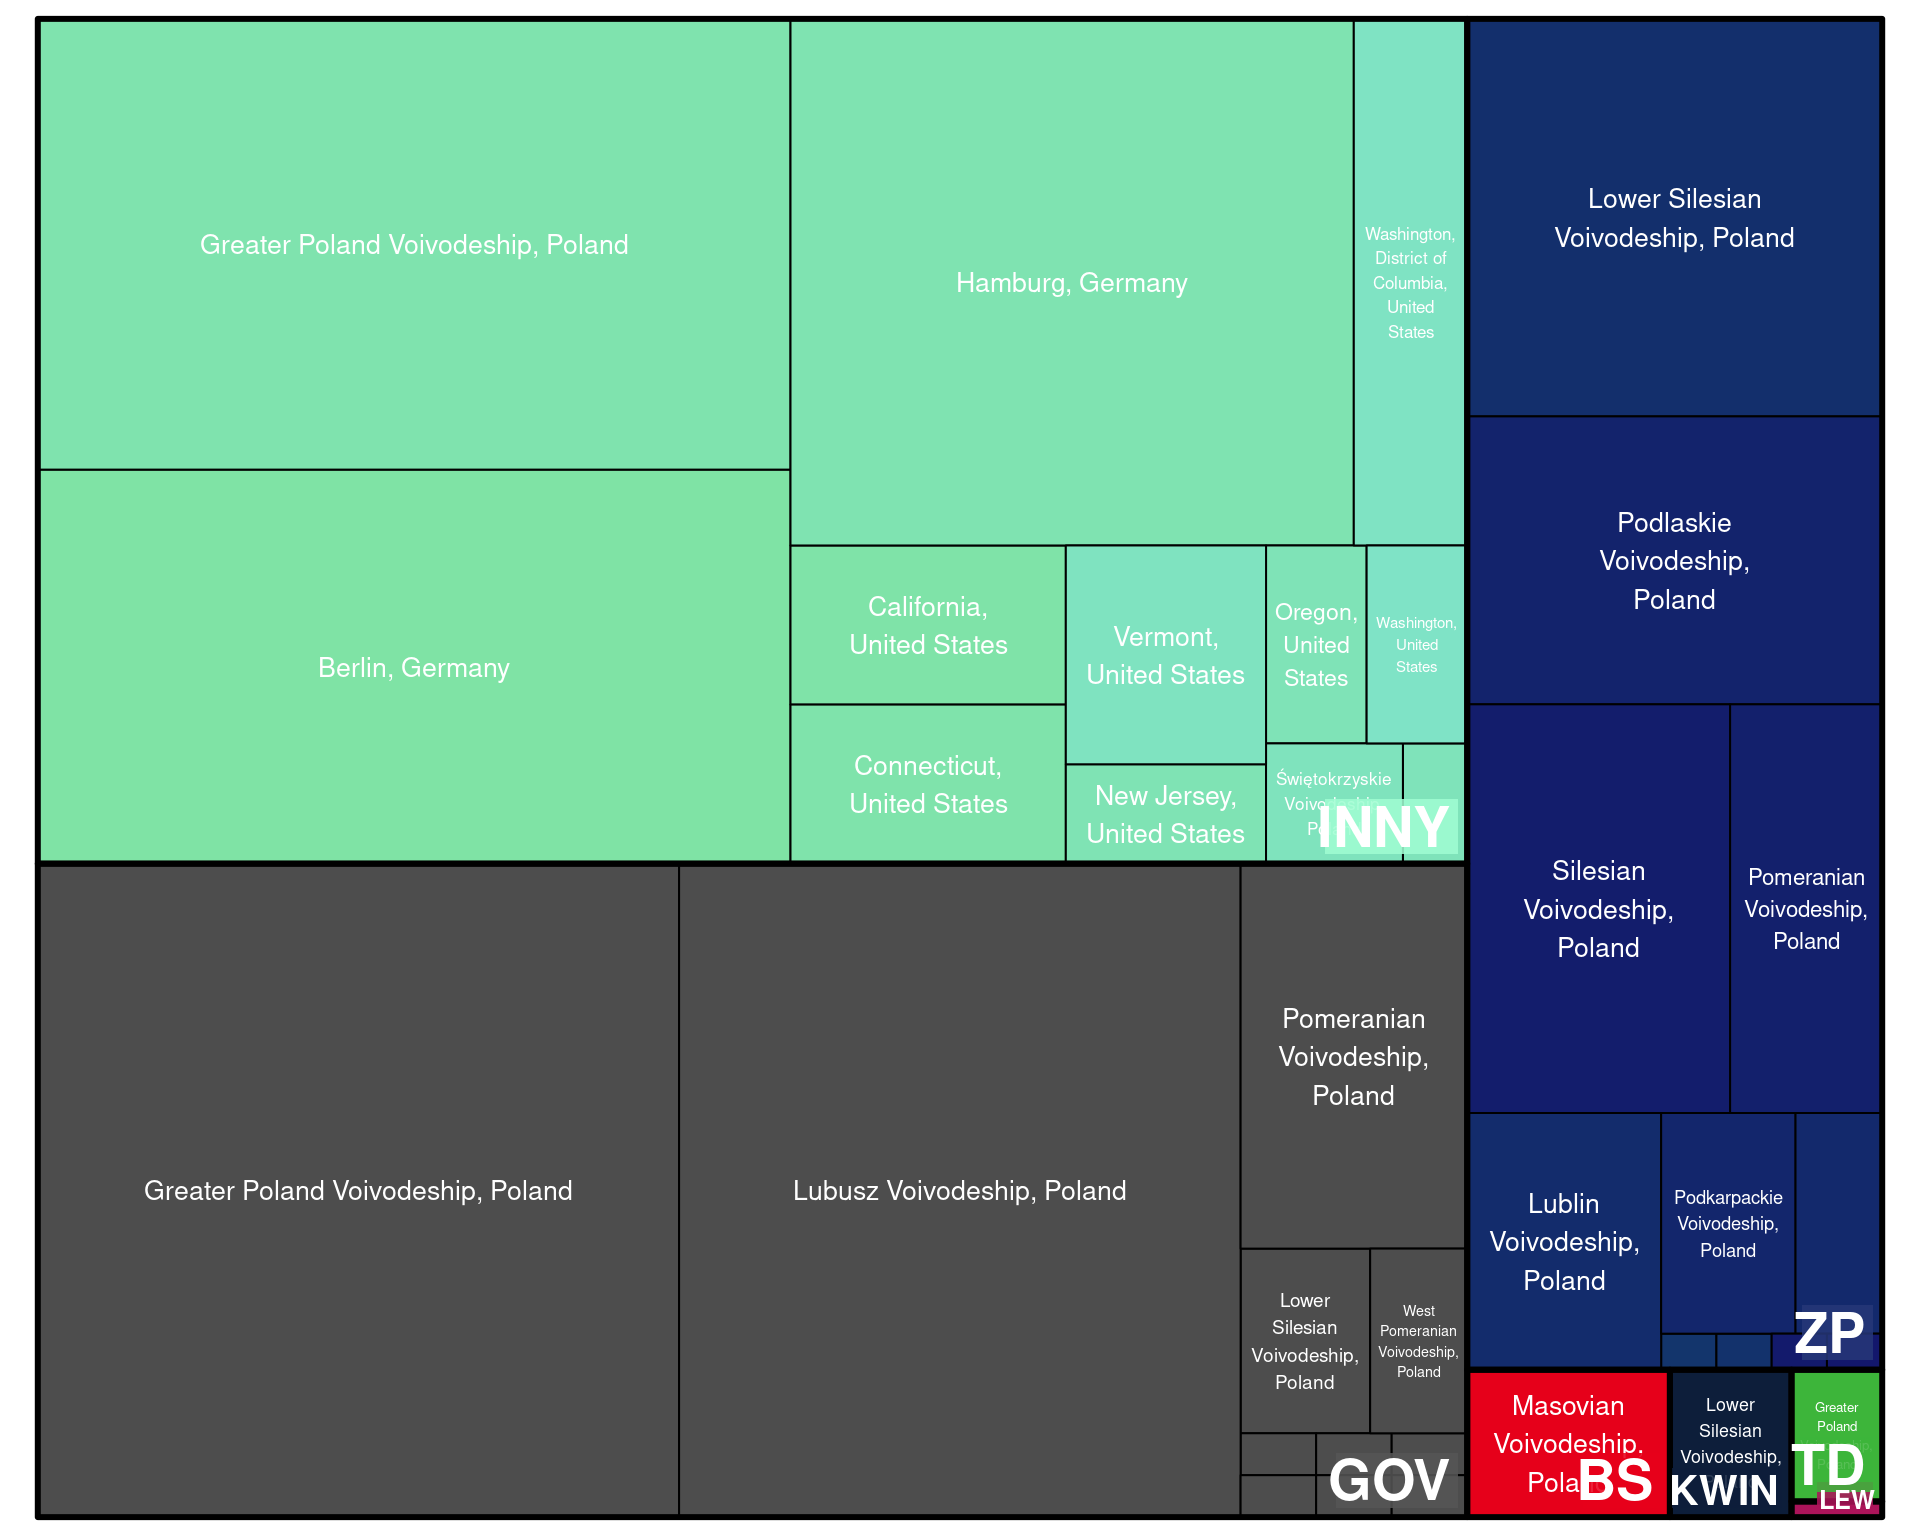 Greater Poland Voivodeship, Poland
Berlin, Germany
Hamburg, Germany
Washington,
District of
Columbia,
United
States
California,
United States
Connecticut,
United States
Vermont,
United States
New Jersey,
United States
Oregon,
United
States
Washington,
United
States
Świętokrzyskie
INNY
Greater Poland Voivodeship, Poland
Lubusz Voivodeship, Poland
Pomeranian
Voivodeship,
Poland
Lower
Silesian
Voivodeship,
Poland
West
Pomeranian
Voivodeship,
Poland
GOV
Lower Silesian
Voivodeship, Poland
Podlaskie
Voivodeship,
Poland
Silesian
Voivodeship,
Poland
Pomeranian
Voivodeship,
Poland
Lublin
Voivodeship,
Poland
Podkarpackie
Voivodeship,
Poland
ZP
Masovian
Voivodeship,
Poland
BS
Lower
Silesian
Voivodeship,
KWIN
Greater
Poland
TD
LEW